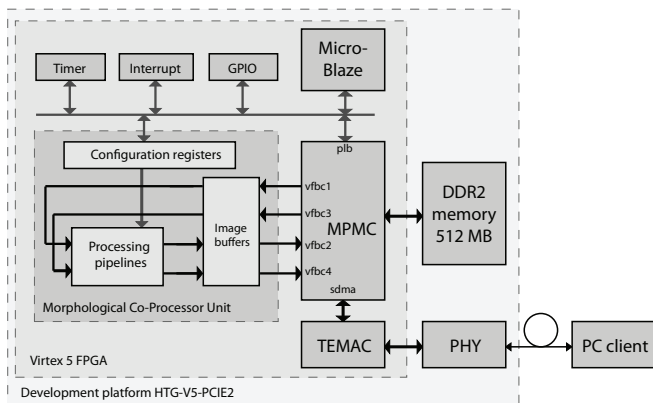 Timer
Interrupt
GPIO
Micro-
Blaze
Configuration registers
plb
vfbc1
vfbc3
MPMC
vfbc2
vfbc4
sdma
Image
buffers
Processing
pipelines
Morphological Co-Processor Unit
DDR2
memory
512 MB
TEMAC
PHY
PC client
Virtex 5 FPGA
Development platform HTG-V5-PCIE2